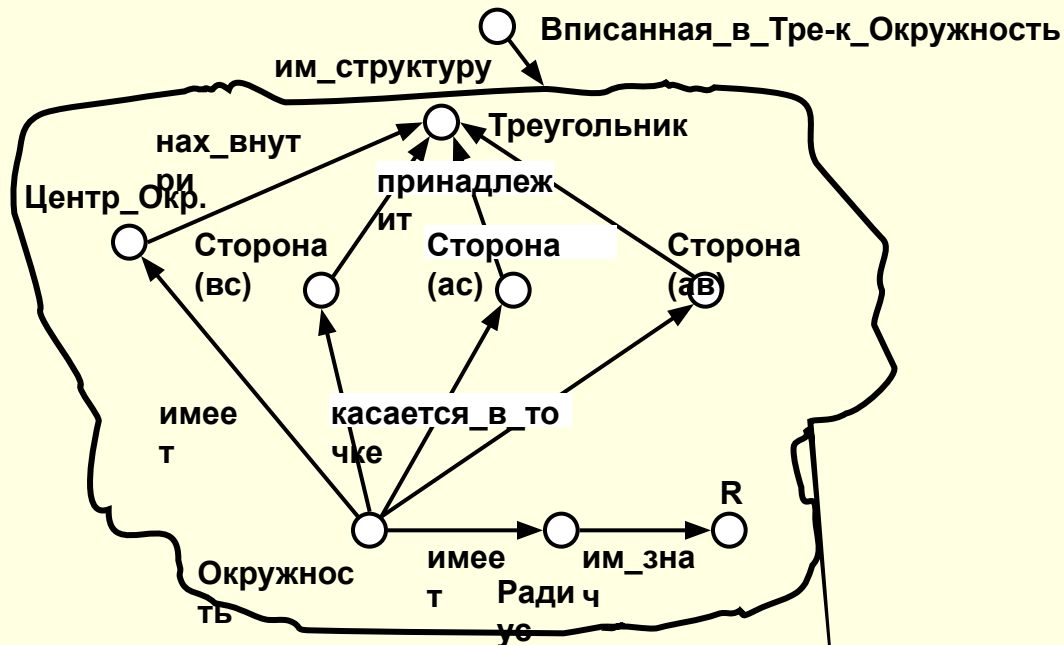 Вписанная_в_Тре-к_Окружность
им_структуру
Треугольник
нах_внут
ри
принадлеж
ит
Центр_Окр.
Сторона
(вс)
Сторона
(ас)
Сторона
(ав)
имее
т
касается_в_то
чке
R
Окружнос
ть
имее
т
Ради
ус
им_зна
ч